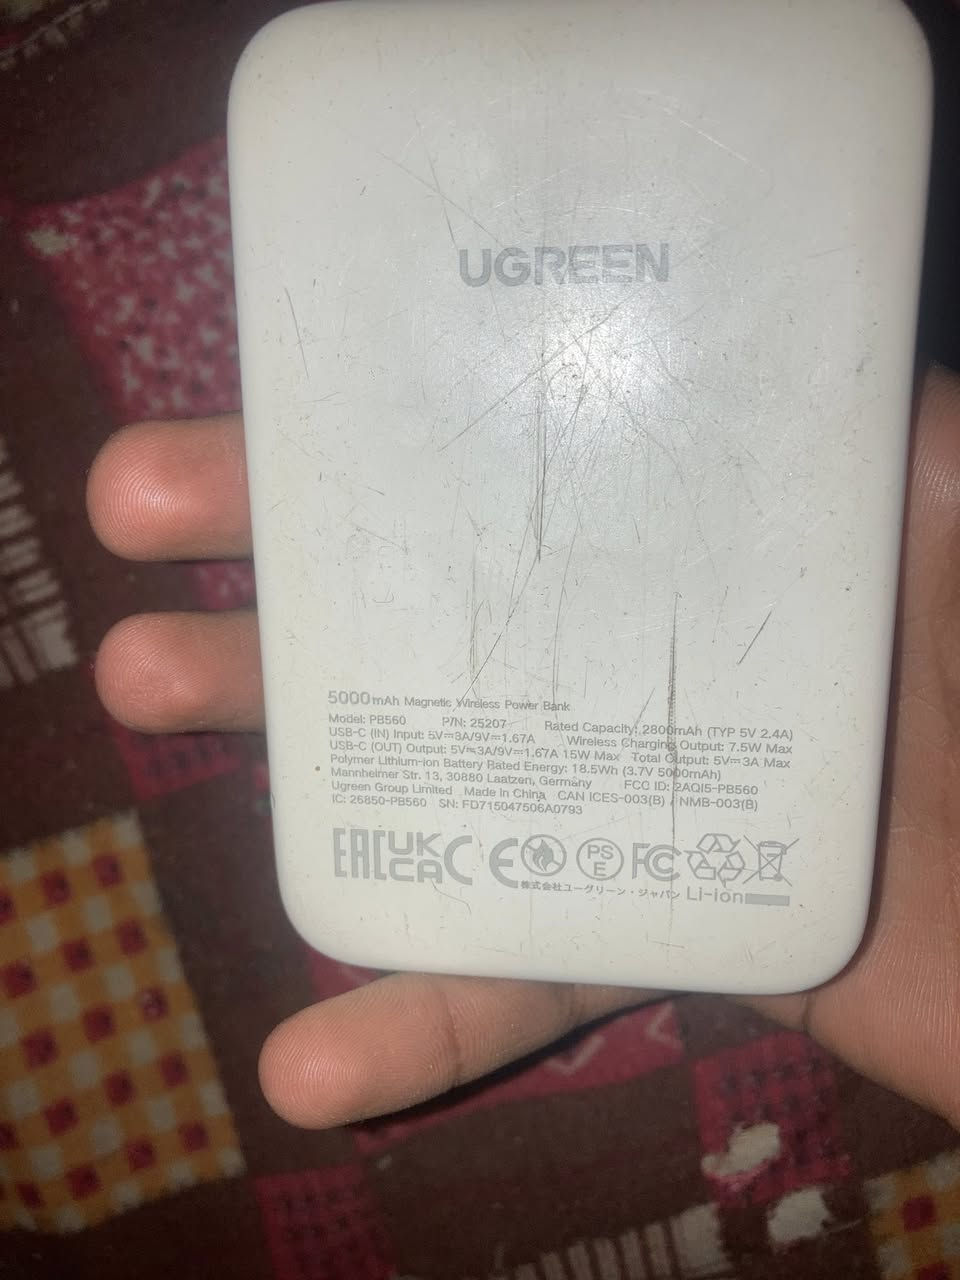 UGREEN
5000mAh Magnetic Wireless Power Bank
Model: PB560 P/N: 25207 Rated Capacity: 2800mAh (TYP 5V 2.4A)
USB-C (IN) Input: 5V⎓3A/9V⎓1.67A Wireless Charging Output: 7.5W Max
USB-C (OUT) Output: 5V⎓3A/9V⎓1.67A 15W Max Total Output: 5V⎓3A Max
Polymer Lithium-ion Battery Rated Energy: 18.5Wh (3.7V 5000mAh)
Mannheimer Str. 13, 30880 Laatzen, Germany FCC ID: 2AQI5-PB560
Ugreen Group Limited Made In China CAN ICES-003(B) / NMB-003(B)
IC: 26850-PB560 SN: FD715047506A0793
EAC UKCA CE PSE FC
株式会社ユーグリーン・ジャパン Li-ion